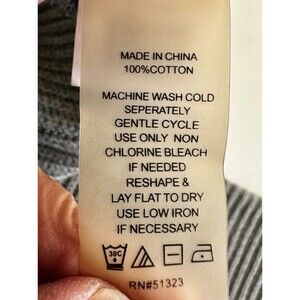 MADE IN CHINA
100%COTTON
MACHINE WASH COLD
SEPERATELY
GENTLE CYCLE
USE ONLY NON
CHLORINE BLEACH
IF NEEDED
RESHAPE &
LAY FLAT TO DRY
USE LOW IRON
IF NECESSARY
30C
RN#51323